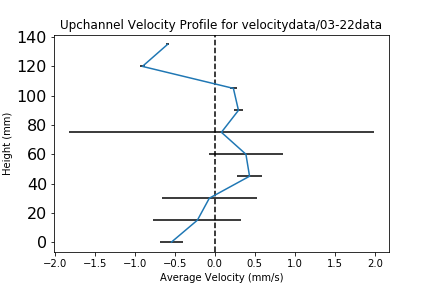 Upchannel Velocity Profile for velocitydata/03-22data
140
120
100
80
60
40
20
0
Height (mm)
−2.0 −1.5 −1.0 −0.5 0.0 0.5 1.0 1.5 2.0
Average Velocity (mm/s)